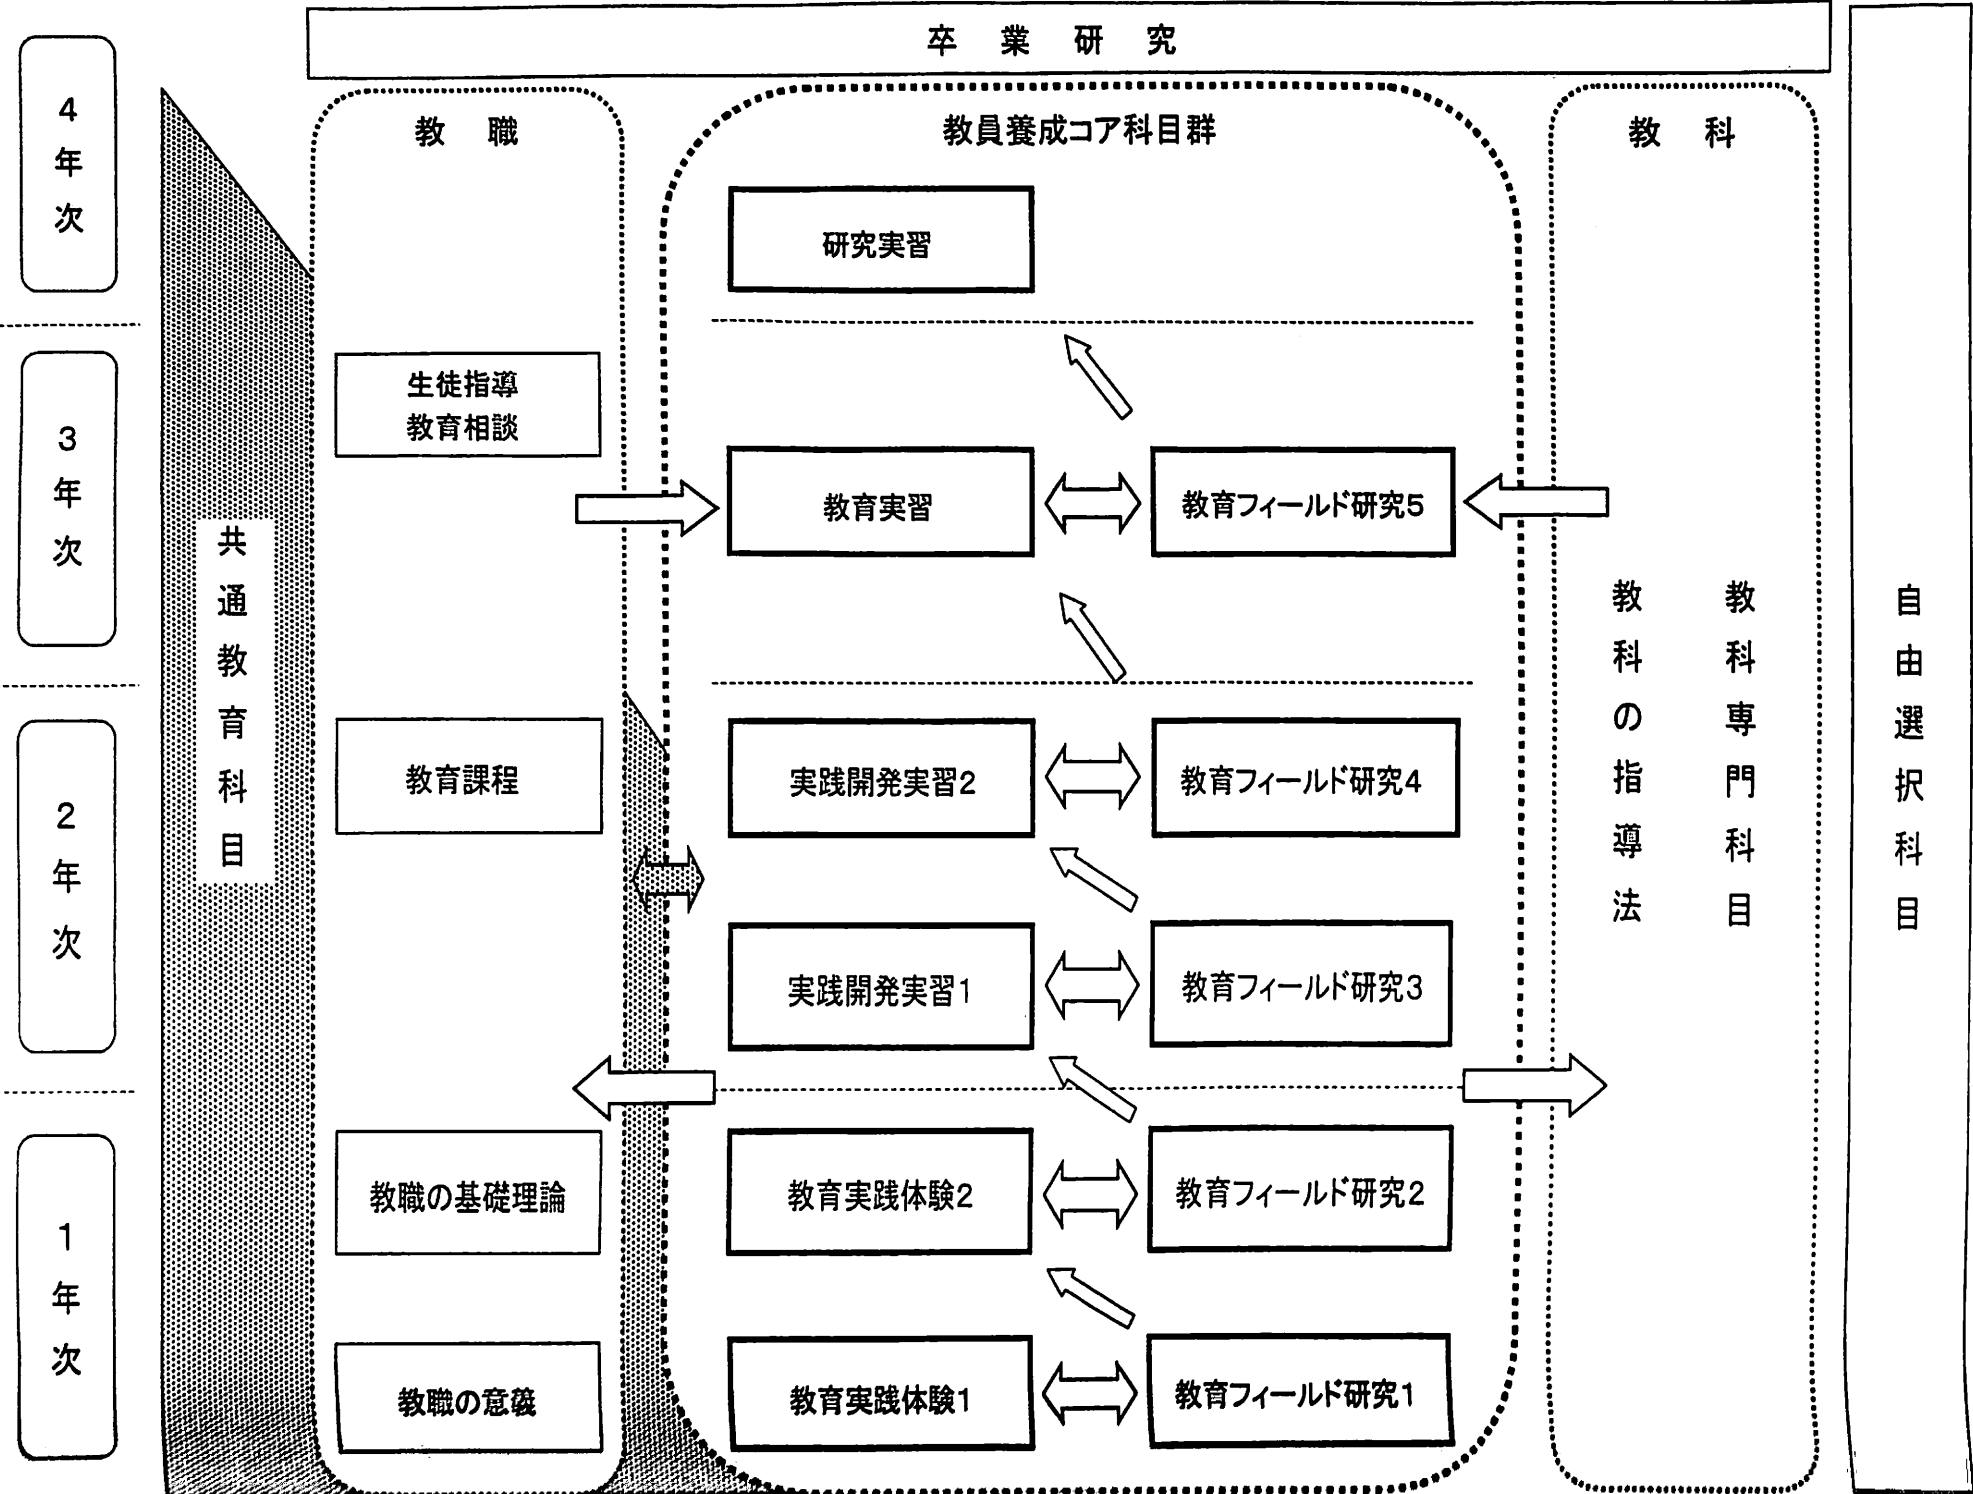 卒業研究
4年次
教職
教員養成コア科目群
教科
研究実習
3年次
生徒指導
教育相談
教育実習
教育フィールド研究5
共通教育科目
教科の指導法
教科専門科目
自由選択科目
2年次
教育課程
実践開発実習2
教育フィールド研究4
実践開発実習1
教育フィールド研究3
1年次
教職の基礎理論
教育実践体験2
教育フィールド研究2
教職の意義
教育実践体験1
教育フィールド研究1